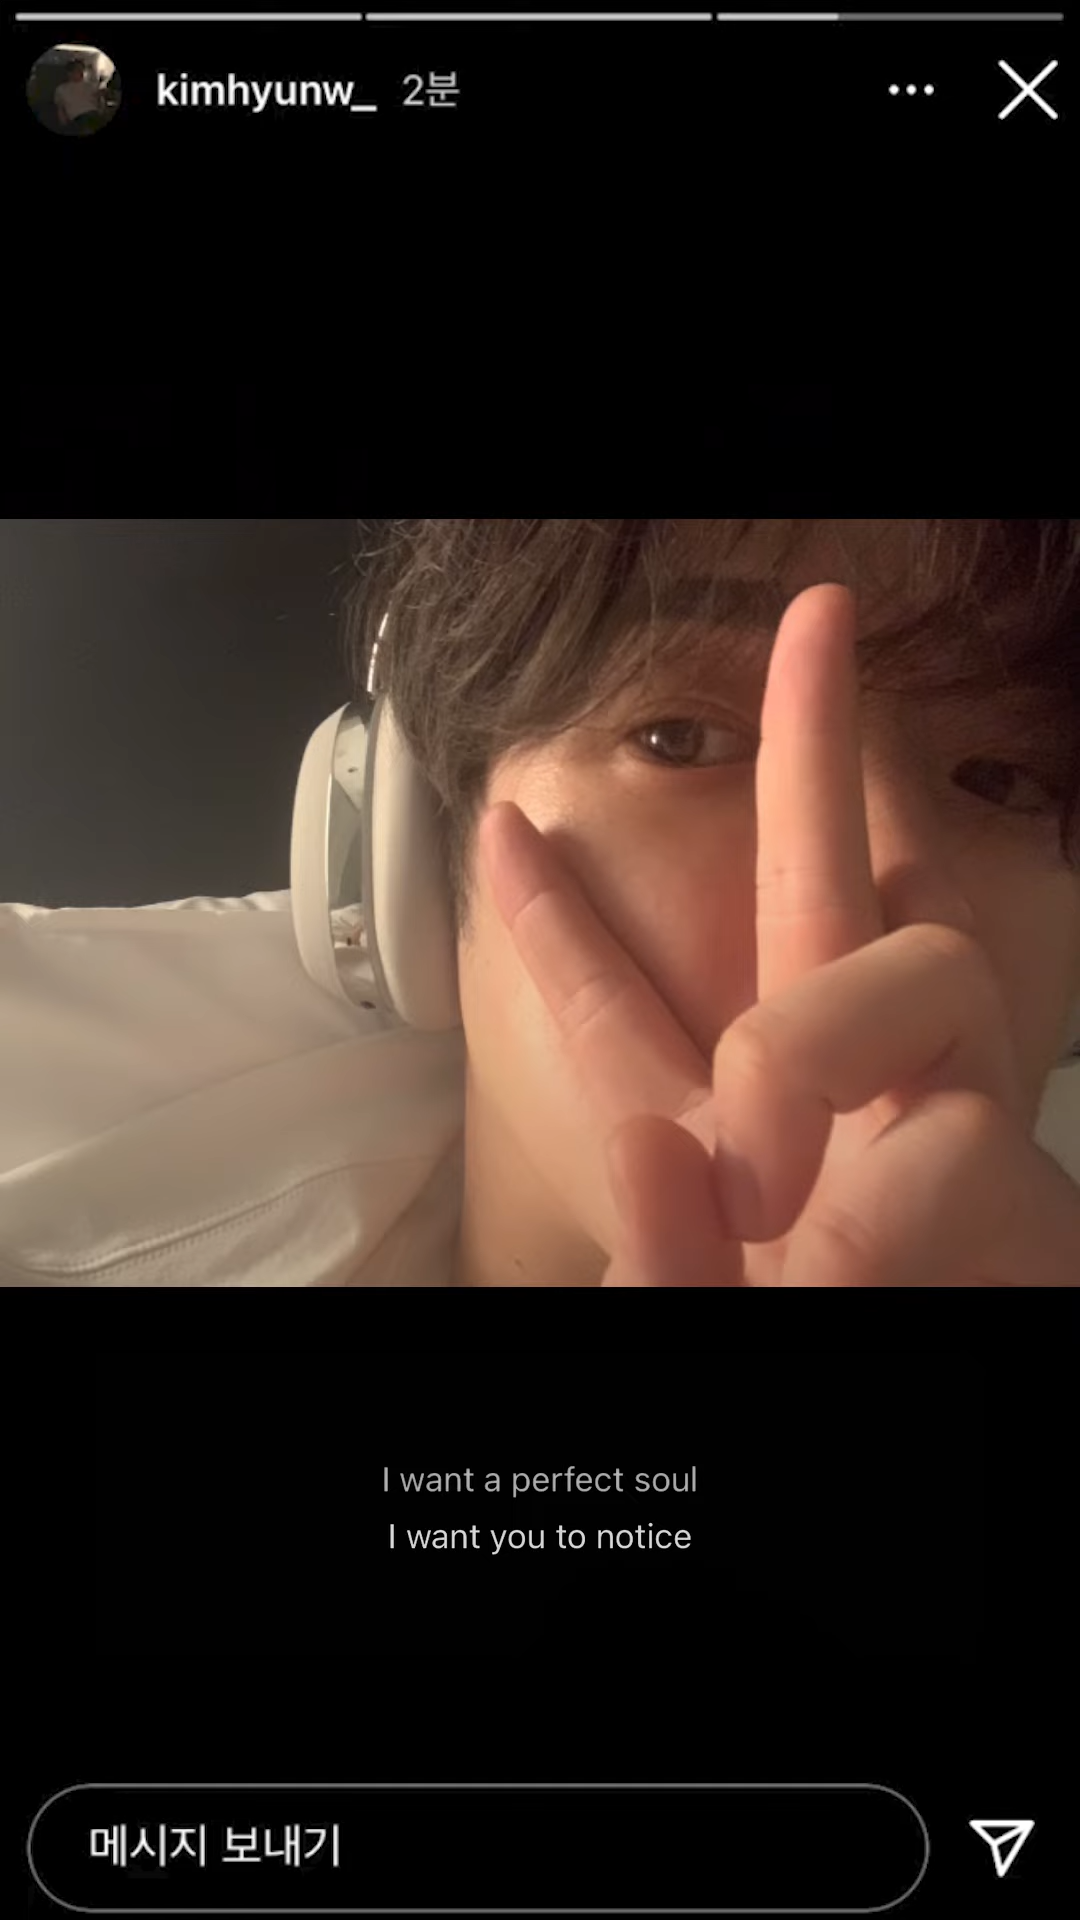 kimhyunw_ 2분
I want a perfect soul
I want you to notice
메시지 보내기